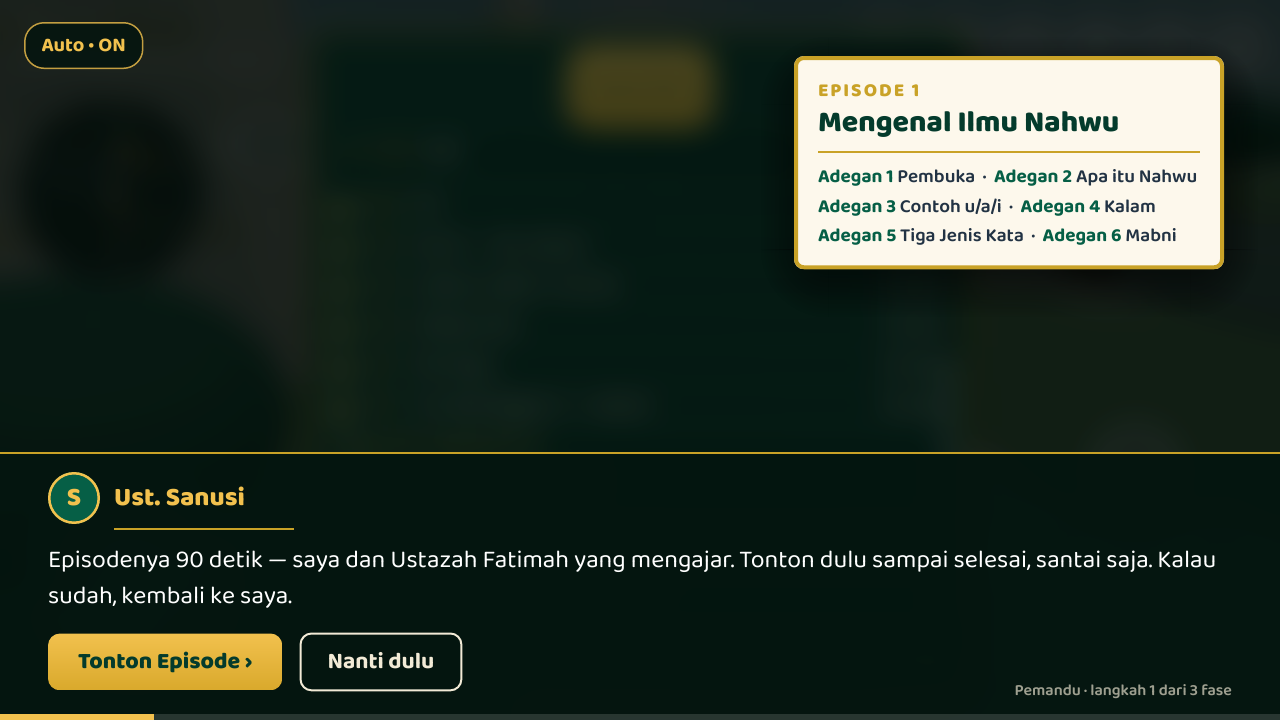 Auto • ON
EPISODE 1
Mengenal Ilmu Nahwu
Adegan 1 Pembuka · Adegan 2 Apa itu Nahwu
Adegan 3 Contoh u/a/i · Adegan 4 Kalam
Adegan 5 Tiga Jenis Kata · Adegan 6 Mabni
S
Ust. Sanusi
Episodenya 90 detik — saya dan Ustazah Fatimah yang mengajar. Tonton dulu sampai selesai, santai saja. Kalau
sudah, kembali ke saya.
Tonton Episode ›
Nanti dulu
Pemandu · langkah 1 dari 3 fase